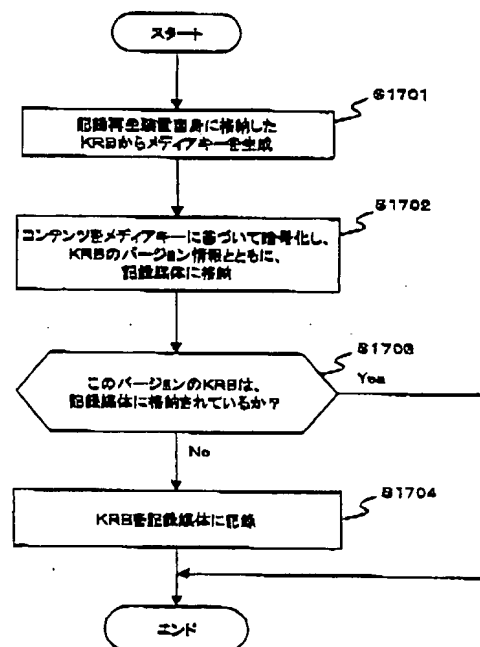 スタート
S1701
記録再生装置自身に格納した
KRBからメディアキーを生成
S1702
コンテンツをメディアキーに基づいて暗号化し、
KRBのバージョン情報とともに、
記録媒体に格納
S1703
このバージョンのKRBは、
記録媒体に格納されているか？
Yes
No
S1704
KRBを記録媒体に記録
エンド